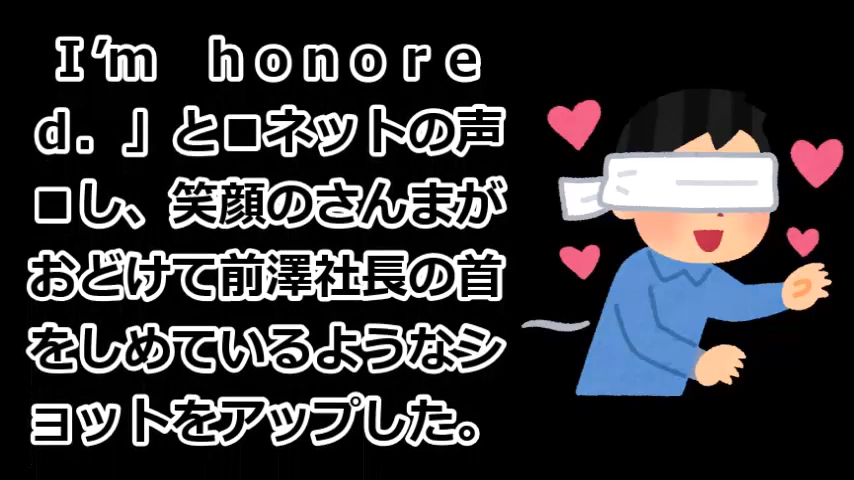 I’m　ｈｏｎｏｒｅ
ｄ．」と□ネットの声
□し、笑顔のさんまが
おどけて前澤社長の首
をしめているようなシ
ョットをアップした。